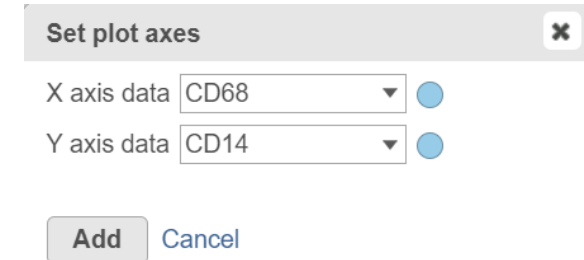 Set plot axes
X axis data CD68
Y axis data CD14
Add Cancel